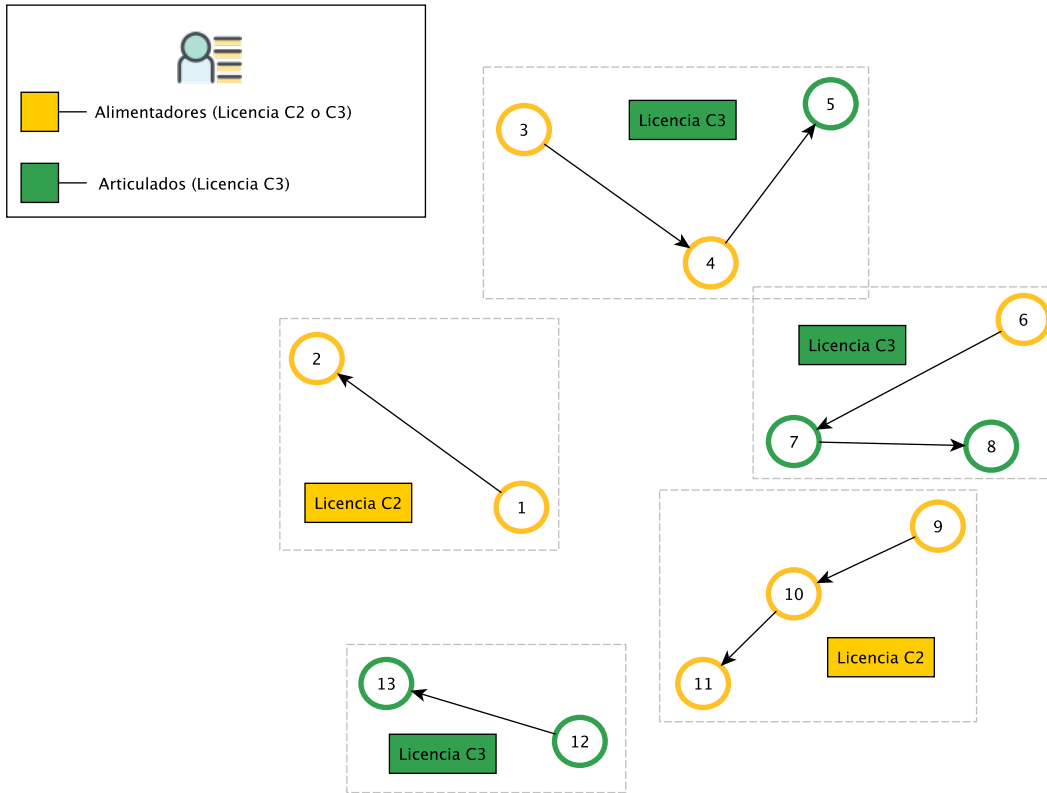 Alimentadores (Licencia C2 o C3)
Articulados (Licencia C3)
3
Licencia C3
5
4
6
Licencia C3
7
8
2
Licencia C2
1
9
10
Licencia C2
11
13
12
Licencia C3